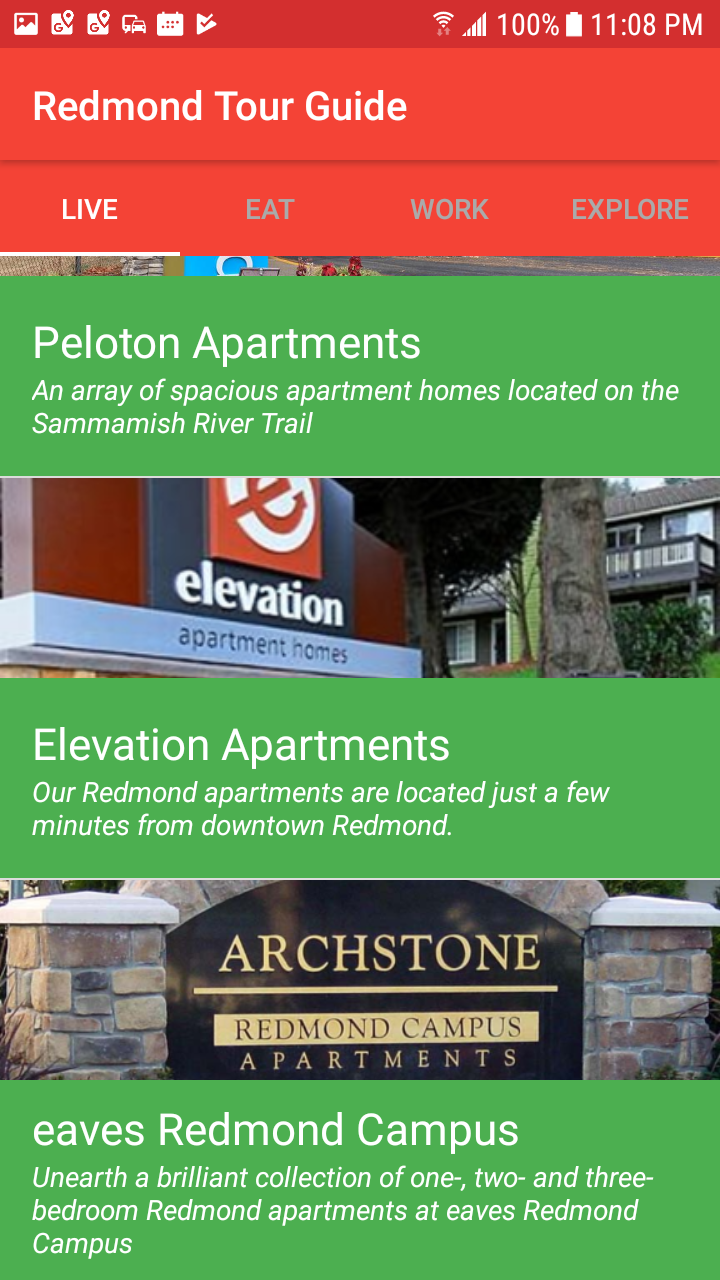 100% 11:08 PM
Redmond Tour Guide
LIVE EAT WORK EXPLORE
Peloton Apartments
An array of spacious apartment homes located on the
Sammamish River Trail
elevation
apartment homes
Elevation Apartments
Our Redmond apartments are located just a few
minutes from downtown Redmond.
ARCHSTONE
REDMOND CAMPUS
APARTMENTS
eaves Redmond Campus
Unearth a brilliant collection of one-, two- and three-
bedroom Redmond apartments at eaves Redmond
Campus